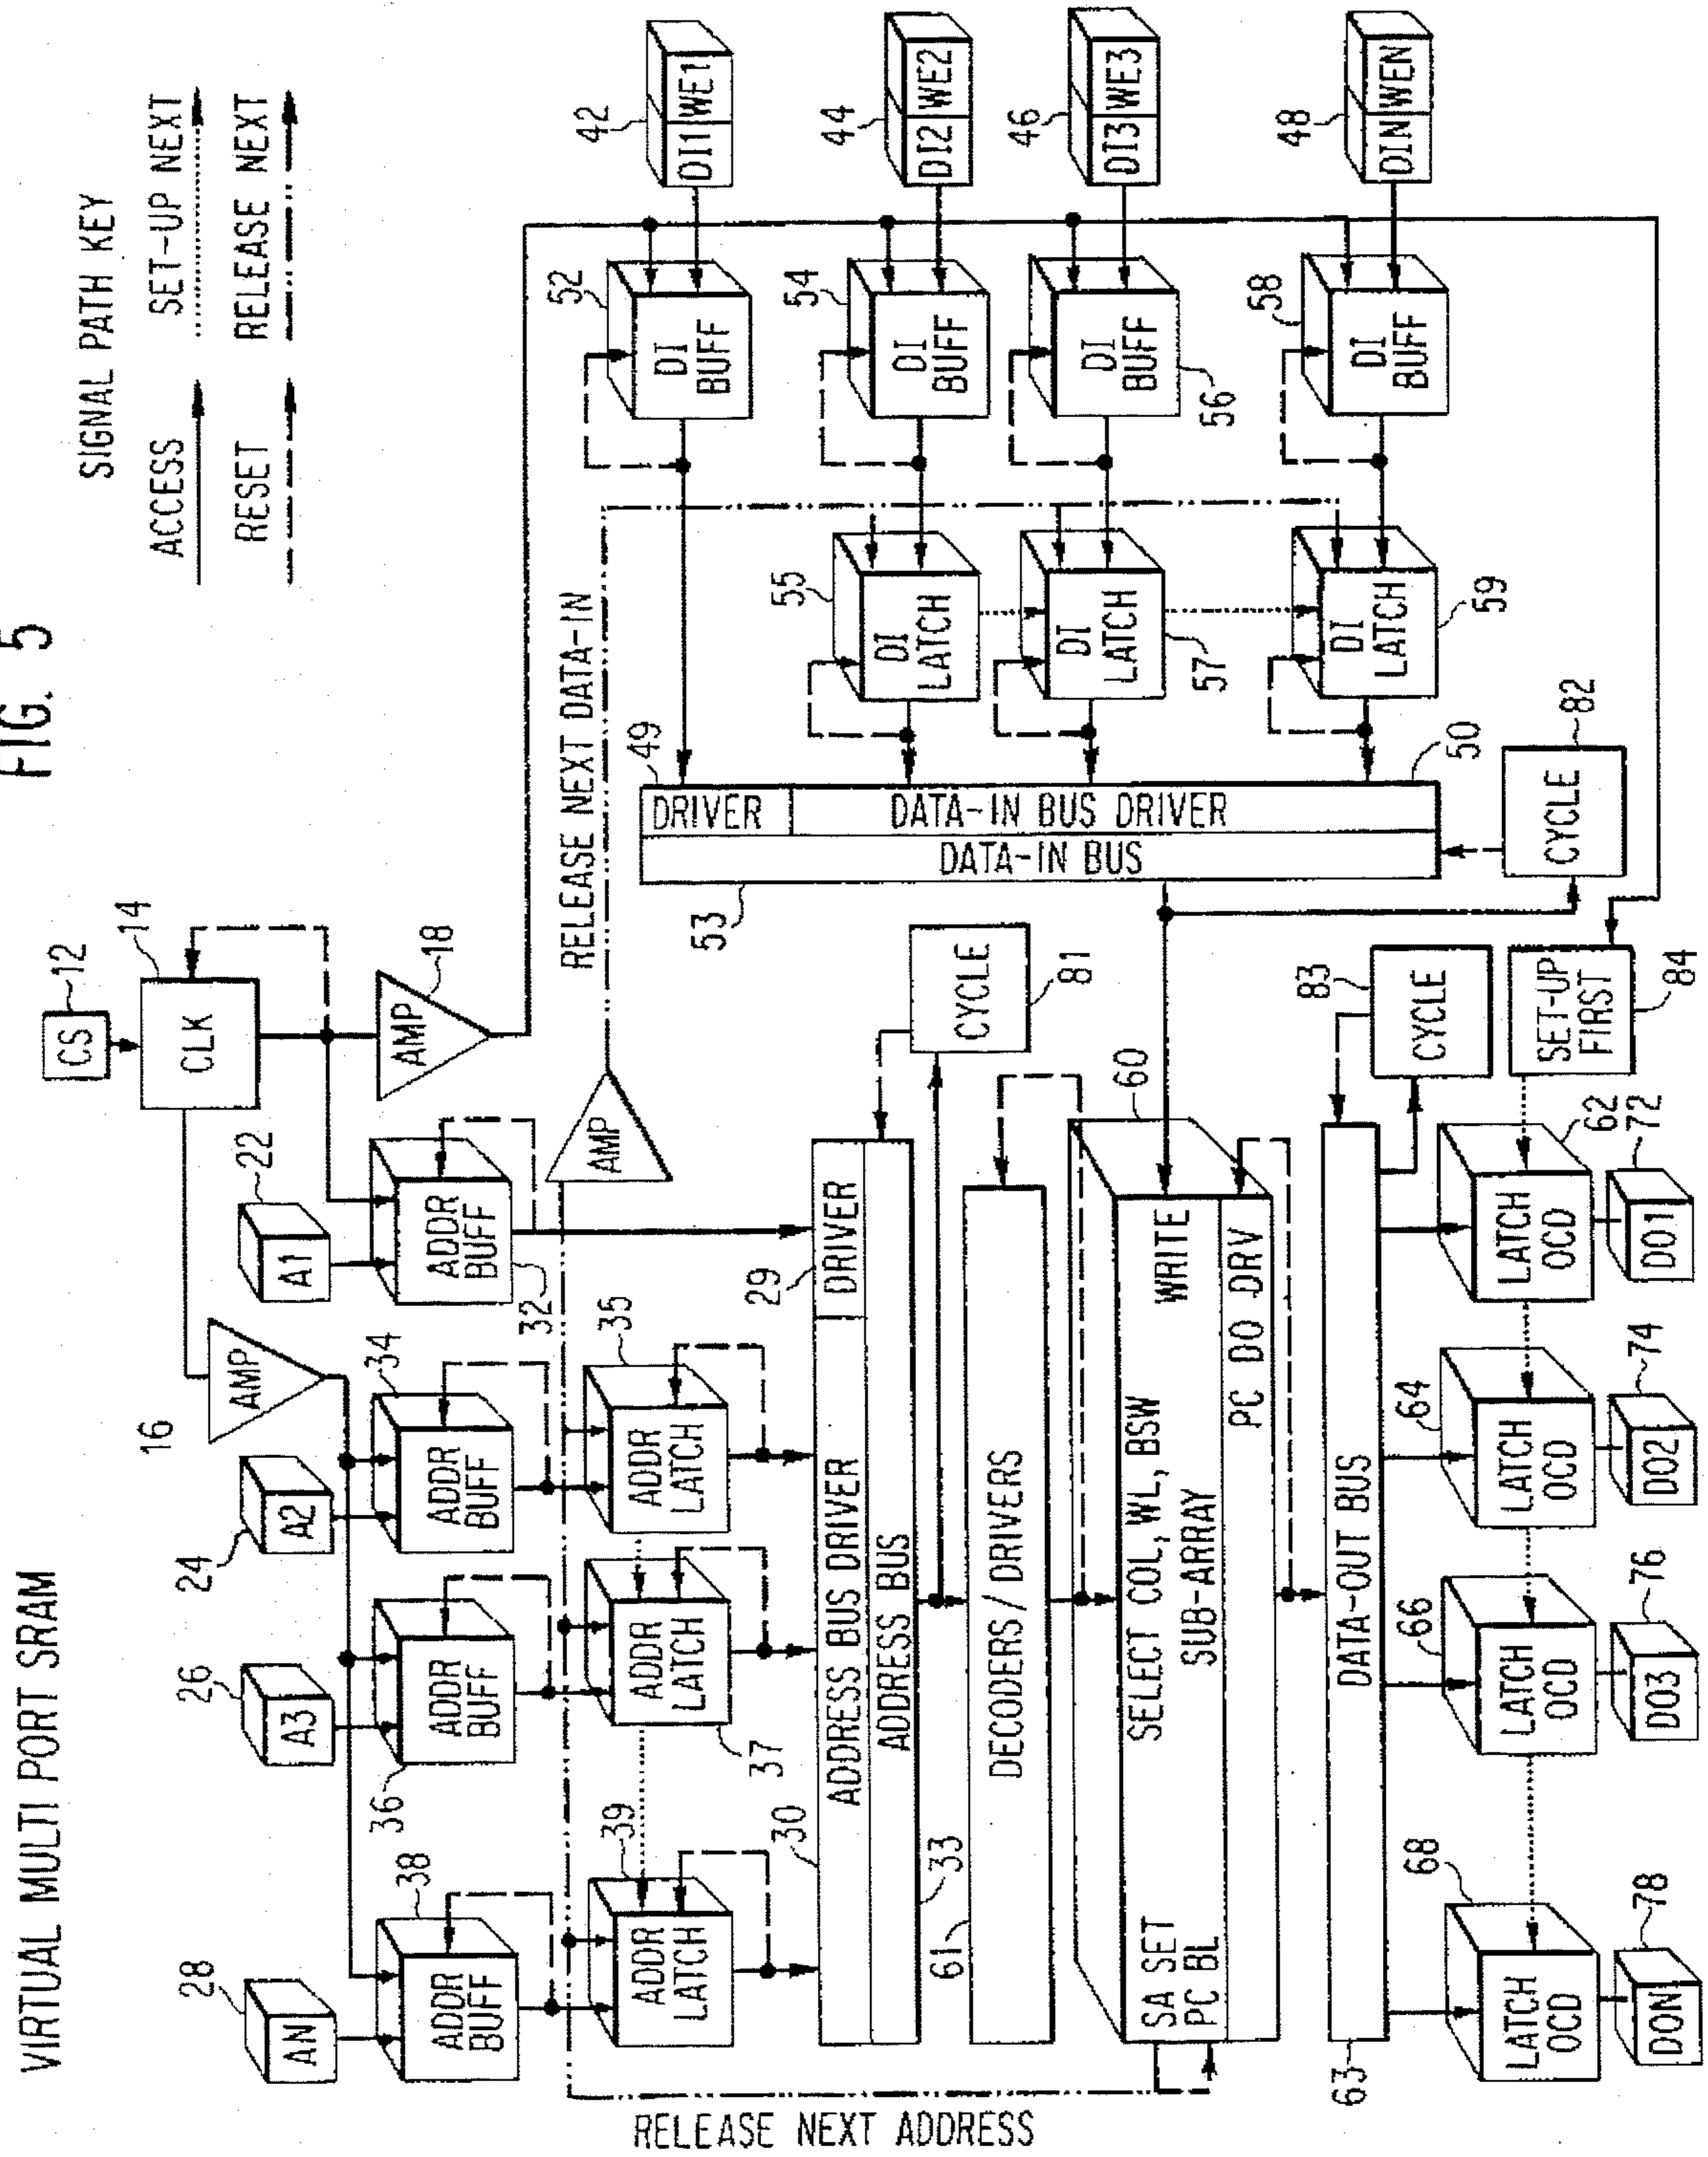 FIG. 5
VIRTUAL MULTI PORT SRAM
SIGNAL PATH KEY
ACCESS
SET-UP NEXT
RESET
RELEASE NEXT
CS
12
CLK
14
AMP
16
AMP
18
AN
28
A3
26
A2
24
A1
22
ADDR
BUFF
38
ADDR
BUFF
36
ADDR
BUFF
34
ADDR
BUFF
32
ADDR
LATCH
39
ADDR
LATCH
37
ADDR
LATCH
35
AMP
RELEASE NEXT DATA-IN
RELEASE NEXT ADDRESS
30
ADDRESS BUS DRIVER
DRIVER
29
ADDRESS BUS
33
CYCLE
81
61
DECODERS/DRIVERS
60
SA SET
PC BL
SELECT COL, WL, BSW
SUB-ARRAY
WRITE
PC DO DRV
63
DATA-OUT BUS
CYCLE
83
SET-UP
FIRST
84
LATCH
OCD
68
LATCH
OCD
66
LATCH
OCD
64
LATCH
OCD
62
DON
78
DO3
76
DO2
74
DO1
72
DI1
WE1
42
DI2
WE2
44
DI3
WE3
46
DIN
WEN
48
DI
BUFF
52
DI
BUFF
54
DI
BUFF
56
DI
BUFF
58
DI
LATCH
55
DI
LATCH
57
DI
LATCH
59
DRIVER
49
DATA-IN BUS DRIVER
50
DATA-IN BUS
53
CYCLE
82